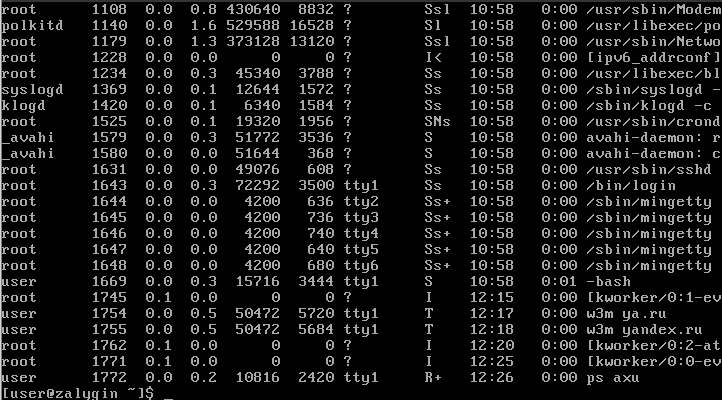 root      1108  0.0  0.8 430640  8832 ?        Ssl  10:58   0:00 /usr/sbin/Modem
polkitd   1140  0.0  1.6 529588 16528 ?        Sl   10:58   0:00 /usr/libexec/po
root      1179  0.0  1.3 373128 13120 ?        Ssl  10:58   0:00 /usr/sbin/Netwo
root      1228  0.0  0.0      0     0 ?        I<   10:58   0:00 [ipv6_addrconf]
root      1234  0.0  0.3  45340  3788 ?        Ss   10:58   0:00 /usr/libexec/bl
syslogd   1369  0.0  0.1  12644  1572 ?        Ss   10:58   0:00 /sbin/syslogd -
klogd     1420  0.0  0.1   6340  1584 ?        Ss   10:58   0:00 /sbin/klogd -c
root      1525  0.0  0.1  19320  1956 ?        SNs  10:58   0:00 /usr/sbin/crond
_avahi    1579  0.0  0.3  51772  3536 ?        S    10:58   0:00 avahi-daemon: r
_avahi    1580  0.0  0.0  51644   368 ?        S    10:58   0:00 avahi-daemon: c
root      1631  0.0  0.0  49076   608 ?        Ss   10:58   0:00 /usr/sbin/sshd
root      1643  0.0  0.3  72292  3500 tty1     Ss   10:58   0:00 /bin/login
root      1644  0.0  0.0   4200   636 tty2     Ss+  10:58   0:00 /sbin/mingetty
root      1645  0.0  0.0   4200   736 tty3     Ss+  10:58   0:00 /sbin/mingetty
root      1646  0.0  0.0   4200   740 tty4     Ss+  10:58   0:00 /sbin/mingetty
root      1647  0.0  0.0   4200   640 tty5     Ss+  10:58   0:00 /sbin/mingetty
root      1648  0.0  0.0   4200   680 tty6     Ss+  10:58   0:00 /sbin/mingetty
user      1669  0.0  0.3  15716  3444 tty1     S    10:58   0:01 -bash
root      1745  0.1  0.0      0     0 ?        I    12:15   0:00 [kworker/0:1-ev
user      1754  0.0  0.5  50472  5720 tty1     T    12:17   0:00 w3m ya.ru
user      1755  0.0  0.5  50472  5684 tty1     T    12:18   0:00 w3m yandex.ru
root      1762  0.1  0.0      0     0 ?        I    12:20   0:00 [kworker/0:2-at
root      1771  0.1  0.0      0     0 ?        I    12:25   0:00 [kworker/0:0-ev
user      1772  0.0  0.2  10816  2420 tty1     R+   12:26   0:00 ps axu
[user@zalygin ~]$ _